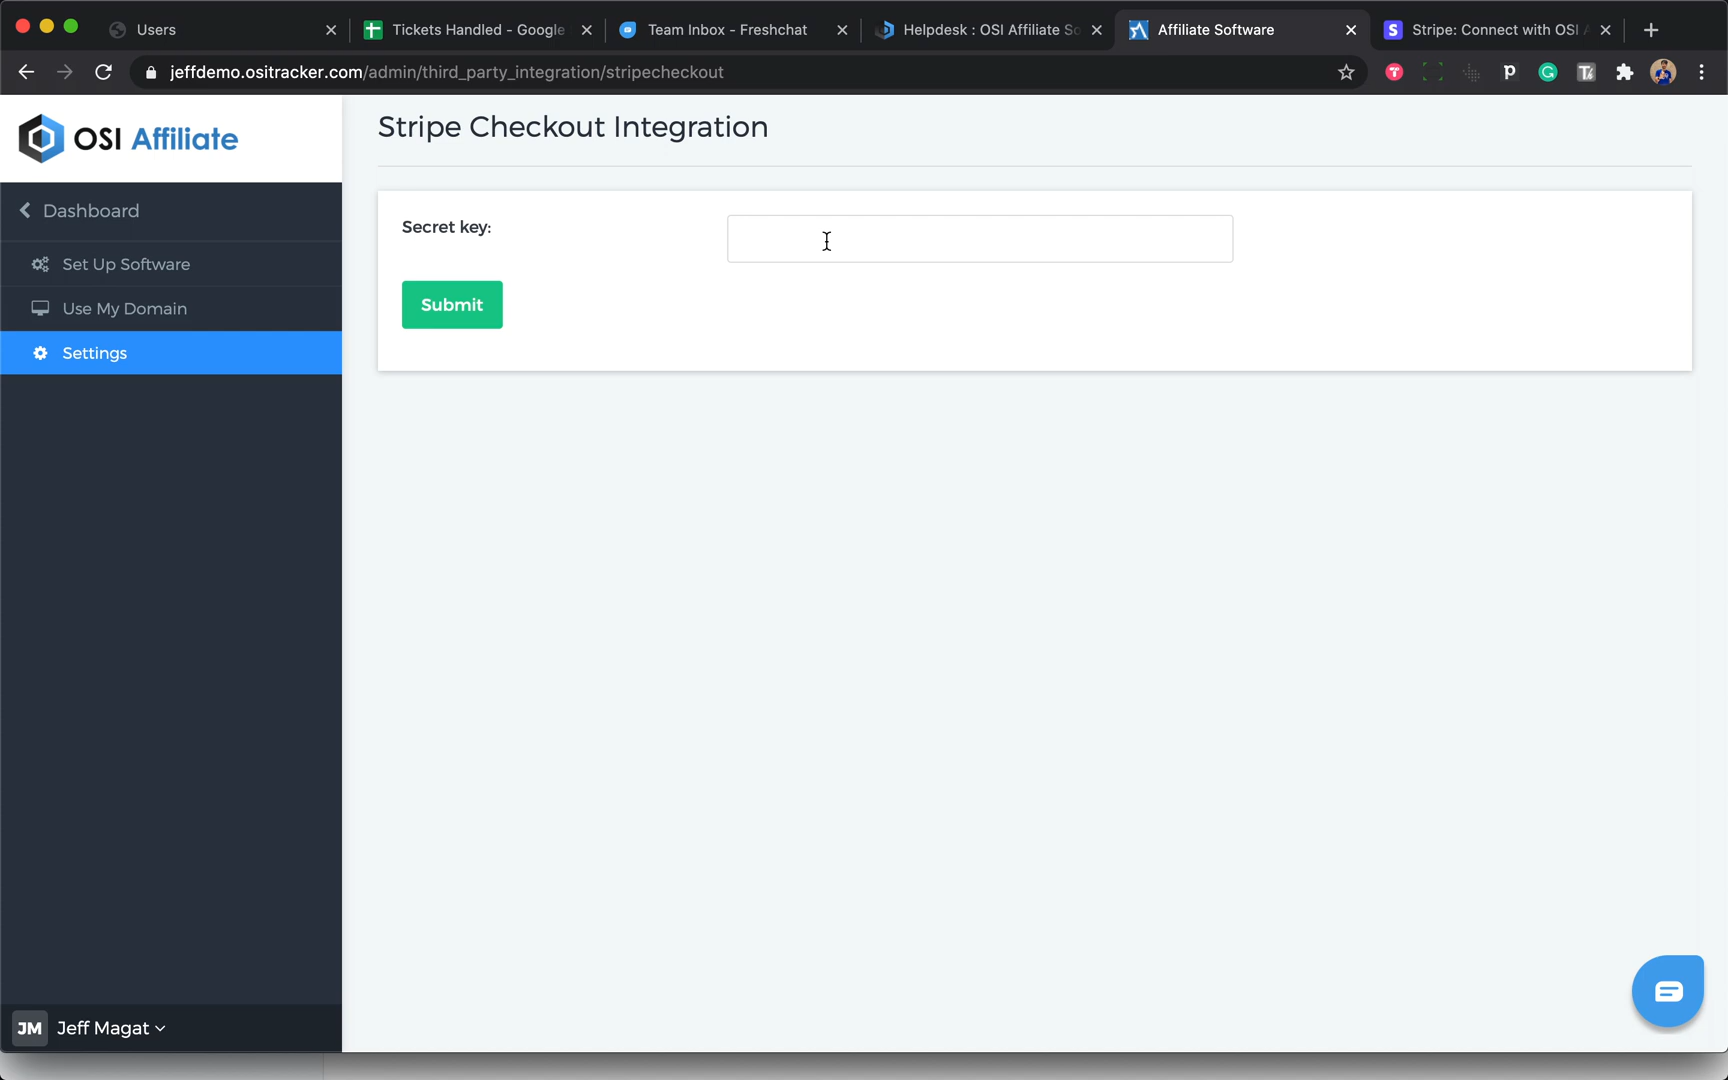 Users
Tickets Handled - Google
Team Inbox - Freshchat
Helpdesk : OSI Affiliate So
Affiliate Software
S
Stripe: Connect with OSI A
jeffdemo.ositracker.com/admin/third_party_integration/stripecheckout
OSI Affiliate
Stripe Checkout Integration
Dashboard
Secret key:
Set Up Software
Submit
Use My Domain
Settings
JM
Jeff Magat